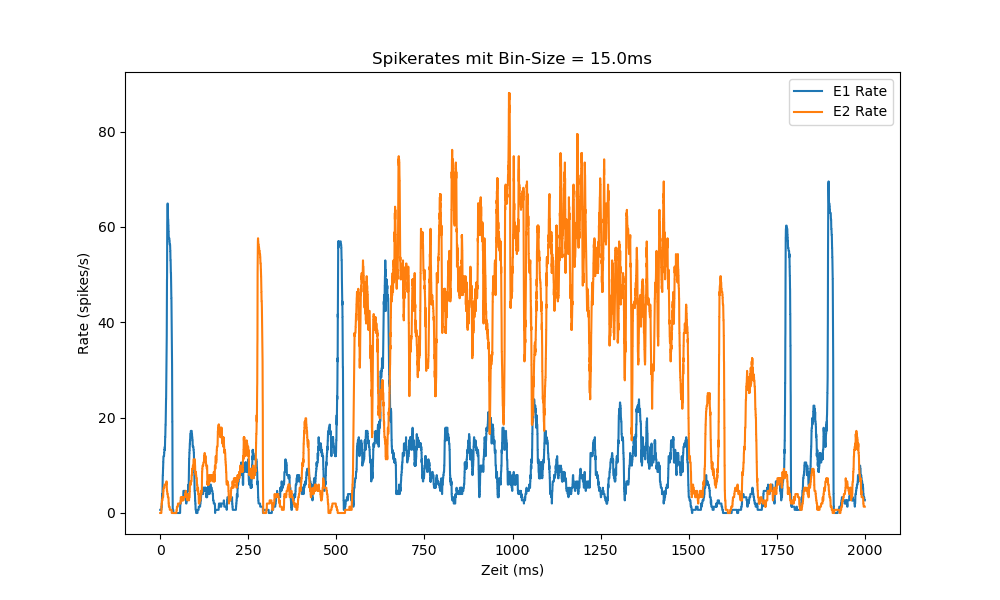 Spikerates mit Bin-Size = 15.0ms
E1 Rate
E2 Rate
80
60
40
20
0
Rate (spikes/s)
0 250 500 750 1000 1250 1500 1750 2000
Zeit (ms)